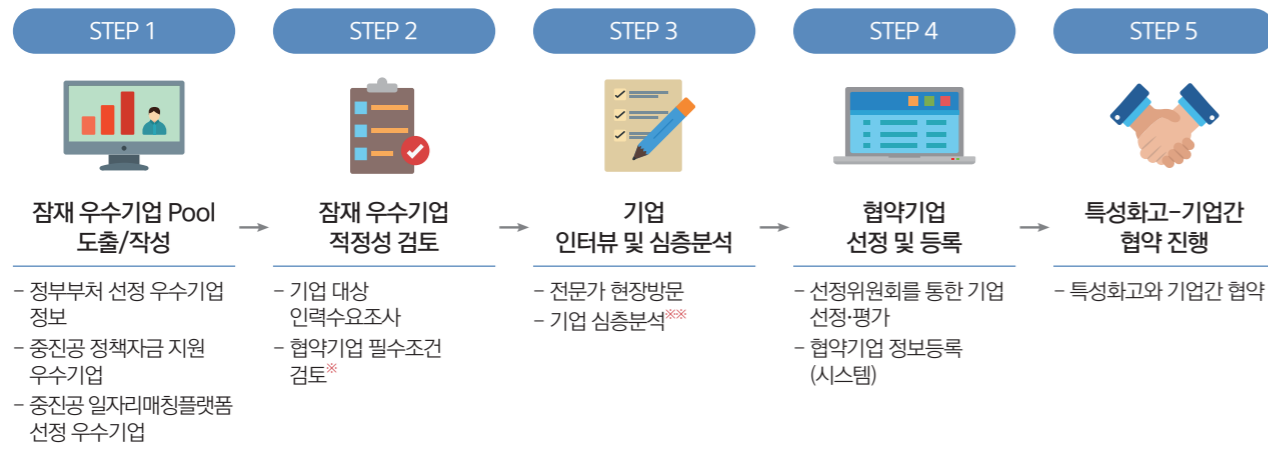 STEP 1
잠재 우수기업 Pool
도출/작성
- 정부부처 선정 우수기업
정보
- 중진공 정책자금 지원
우수기업
- 중진공 일자리매칭플랫폼
선정 우수기업
→
STEP 2
잠재 우수기업
적정성 검토
- 기업 대상
인력수요조사
- 협약기업 필수조건
검토※
→
STEP 3
기업
인터뷰 및 심층분석
- 전문가 현장방문
- 기업 심층분석※※
→
STEP 4
협약기업
선정 및 등록
- 선정위원회를 통한 기업
선정·평가
- 협약기업 정보등록
(시스템)
→
STEP 5
특성화고-기업간
협약 진행
- 특성화고와 기업간 협약